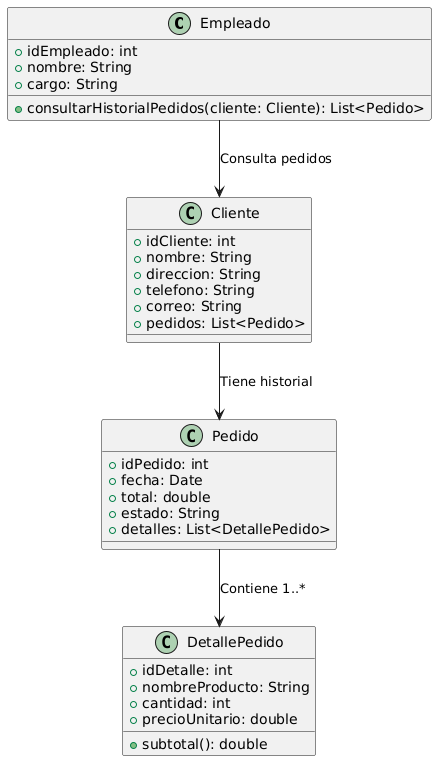 C Empleado
idEmpleado: int
nombre: String
cargo: String
consultarHistorialPedidos(cliente: Cliente): List<Pedido>
Consulta pedidos
C Cliente
idCliente: int
nombre: String
direccion: String
telefono: String
correo: String
pedidos: List<Pedido>
Tiene historial
C Pedido
idPedido: int
fecha: Date
total: double
estado: String
detalles: List<DetallePedido>
Contiene 1..*
C DetallePedido
idDetalle: int
nombreProducto: String
cantidad: int
precioUnitario: double
subtotal(): double